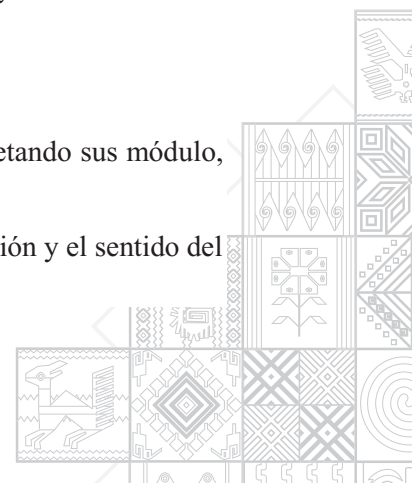 etando sus módulo,
ión y el sentido del